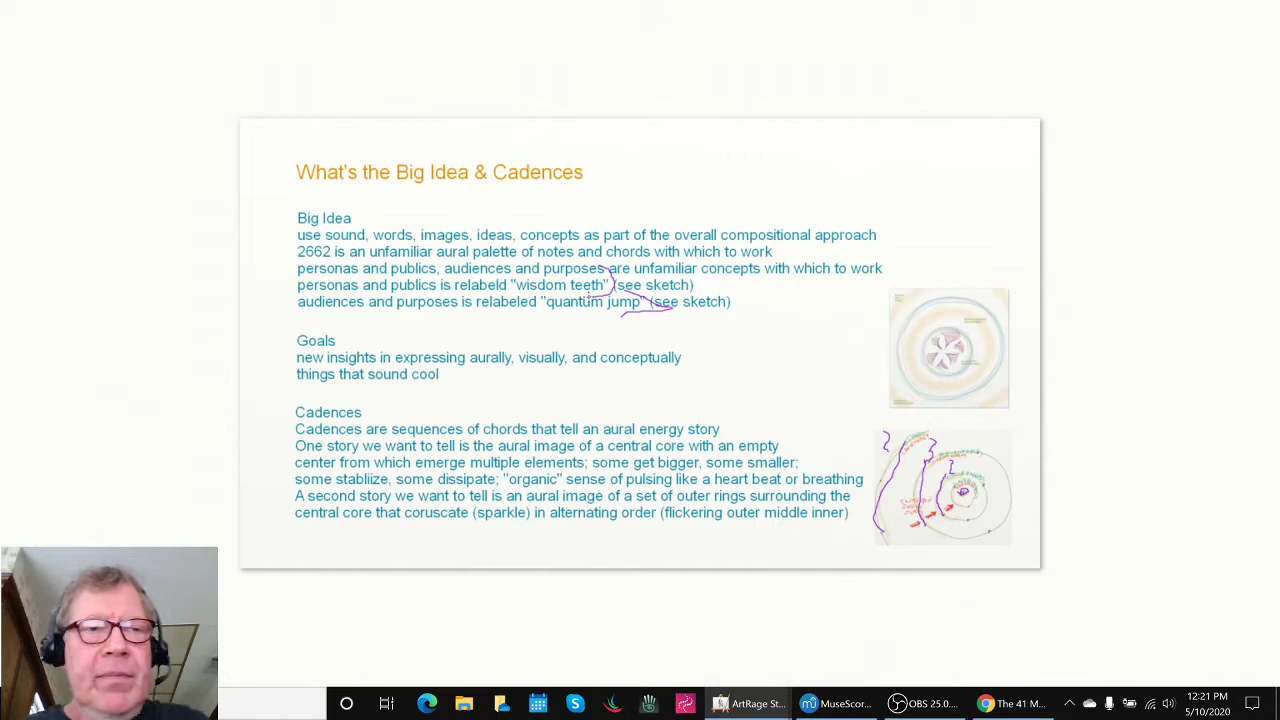 What's the Big Idea & Cadences
Big Idea
use sound, words, images, ideas, concepts as part of the overall compositional approach
2662 is an unfamiliar aural palette of notes and chords with which to work
personas and publics, audiences and purposes are unfamiliar concepts with which to work
personas and publics is relabeld "wisdom teeth" (see sketch)
audiences and purposes is relabeled "quantum jump" (see sketch)
Goals
new insights in expressing aurally, visually, and conceptually
things that sound cool
Cadences
Cadences are sequences of chords that tell an aural energy story
One story we want to tell is the aural image of a central core with an empty
center from which emerge multiple elements; some get bigger, some smaller;
some stabliize, some dissipate; "organic" sense of pulsing like a heart beat or breathing
A second story we want to tell is an aural image of a set of outer rings surrounding the
central core that coruscate (sparkle) in alternating order (flickering outer middle inner)
ArtRage St...
MuseScor...
OBS 25.0....
The 41 M...
12:21 PM
5/10/2020